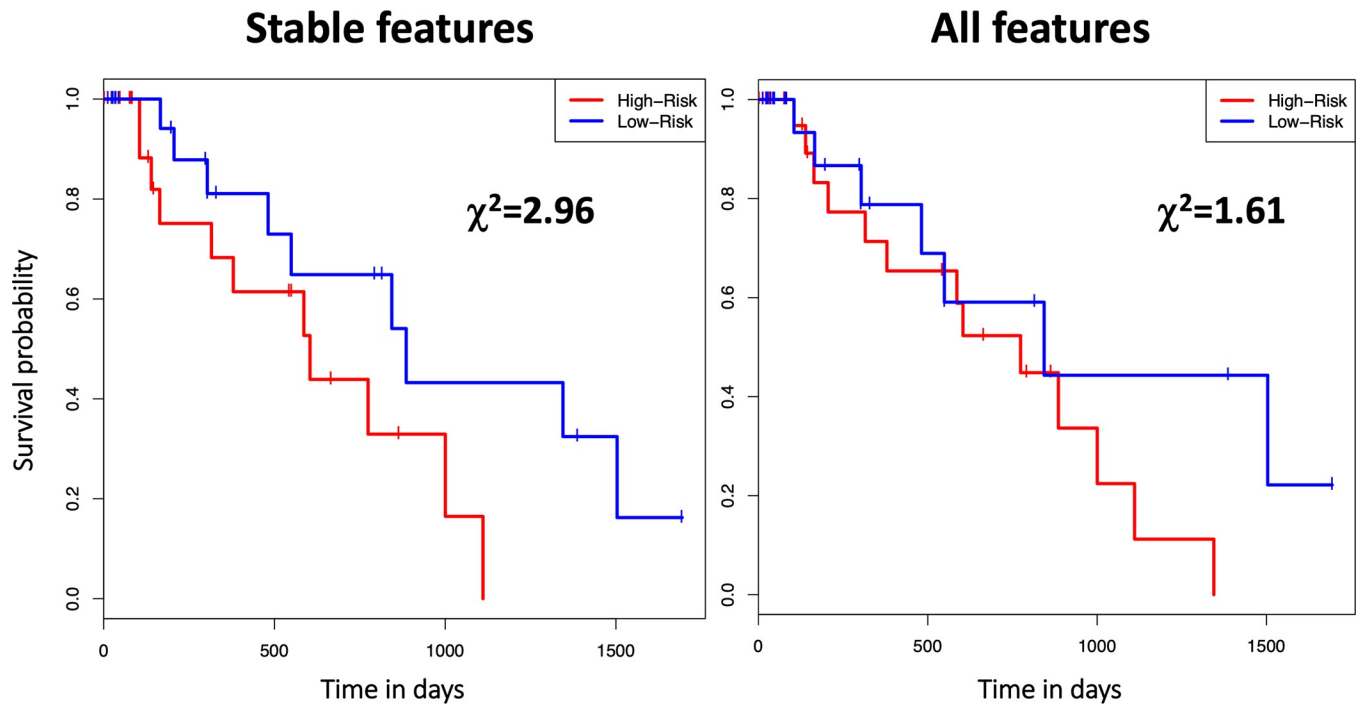 Stable features
All features
High−Risk
Low−Risk
χ²=2.96
Survival probability
0.0
0.2
0.4
0.6
0.8
1.0
0
500
1000
1500
Time in days
High−Risk
Low−Risk
χ²=1.61
0.0
0.2
0.4
0.6
0.8
1.0
0
500
1000
1500
Time in days